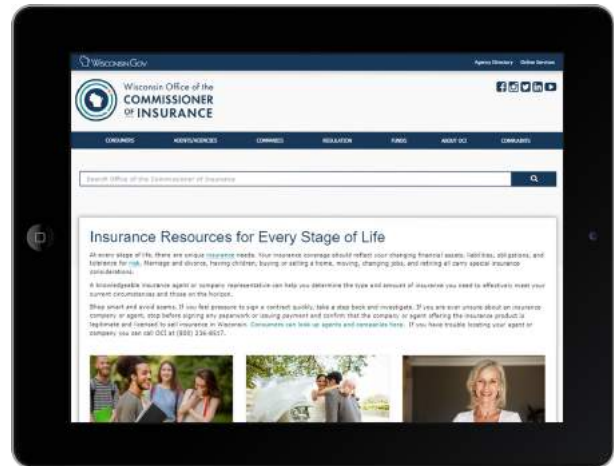 WISCONSIN.GOV
Agency Directory Online Services
Wisconsin Office of the
COMMISSIONER
OF INSURANCE
CONSUMERS AGENTS/AGENCIES COMPANIES REGULATION FUNDS ABOUT OCI COMPLAINTS
Search Office of the Commissioner of Insurance
Insurance Resources for Every Stage of Life
At every stage of life, there are unique insurance needs. Your insurance coverage should reflect your changing financial assets, liabilities, obligations, and
tolerance for risk. Marriage and divorce, having children, buying or selling a home, moving, changing jobs, and retiring all carry special insurance
considerations.
A knowledgeable insurance agent or company representative can help you determine the type and amount of insurance you need to effectively meet your
current circumstances and those on the horizon.
Shop smart and avoid scams. If you feel pressure to sign a contract quickly, take a step back and investigate. If you are ever unsure about an insurance
company or agent, stop before signing any paperwork or issuing payment and confirm that the company or agent offering the insurance product is
legitimate and licensed to sell insurance in Wisconsin. Consumers can look up agents and companies here. If you have trouble locating your agent or
company you can call OCI at (800) 236-8517.